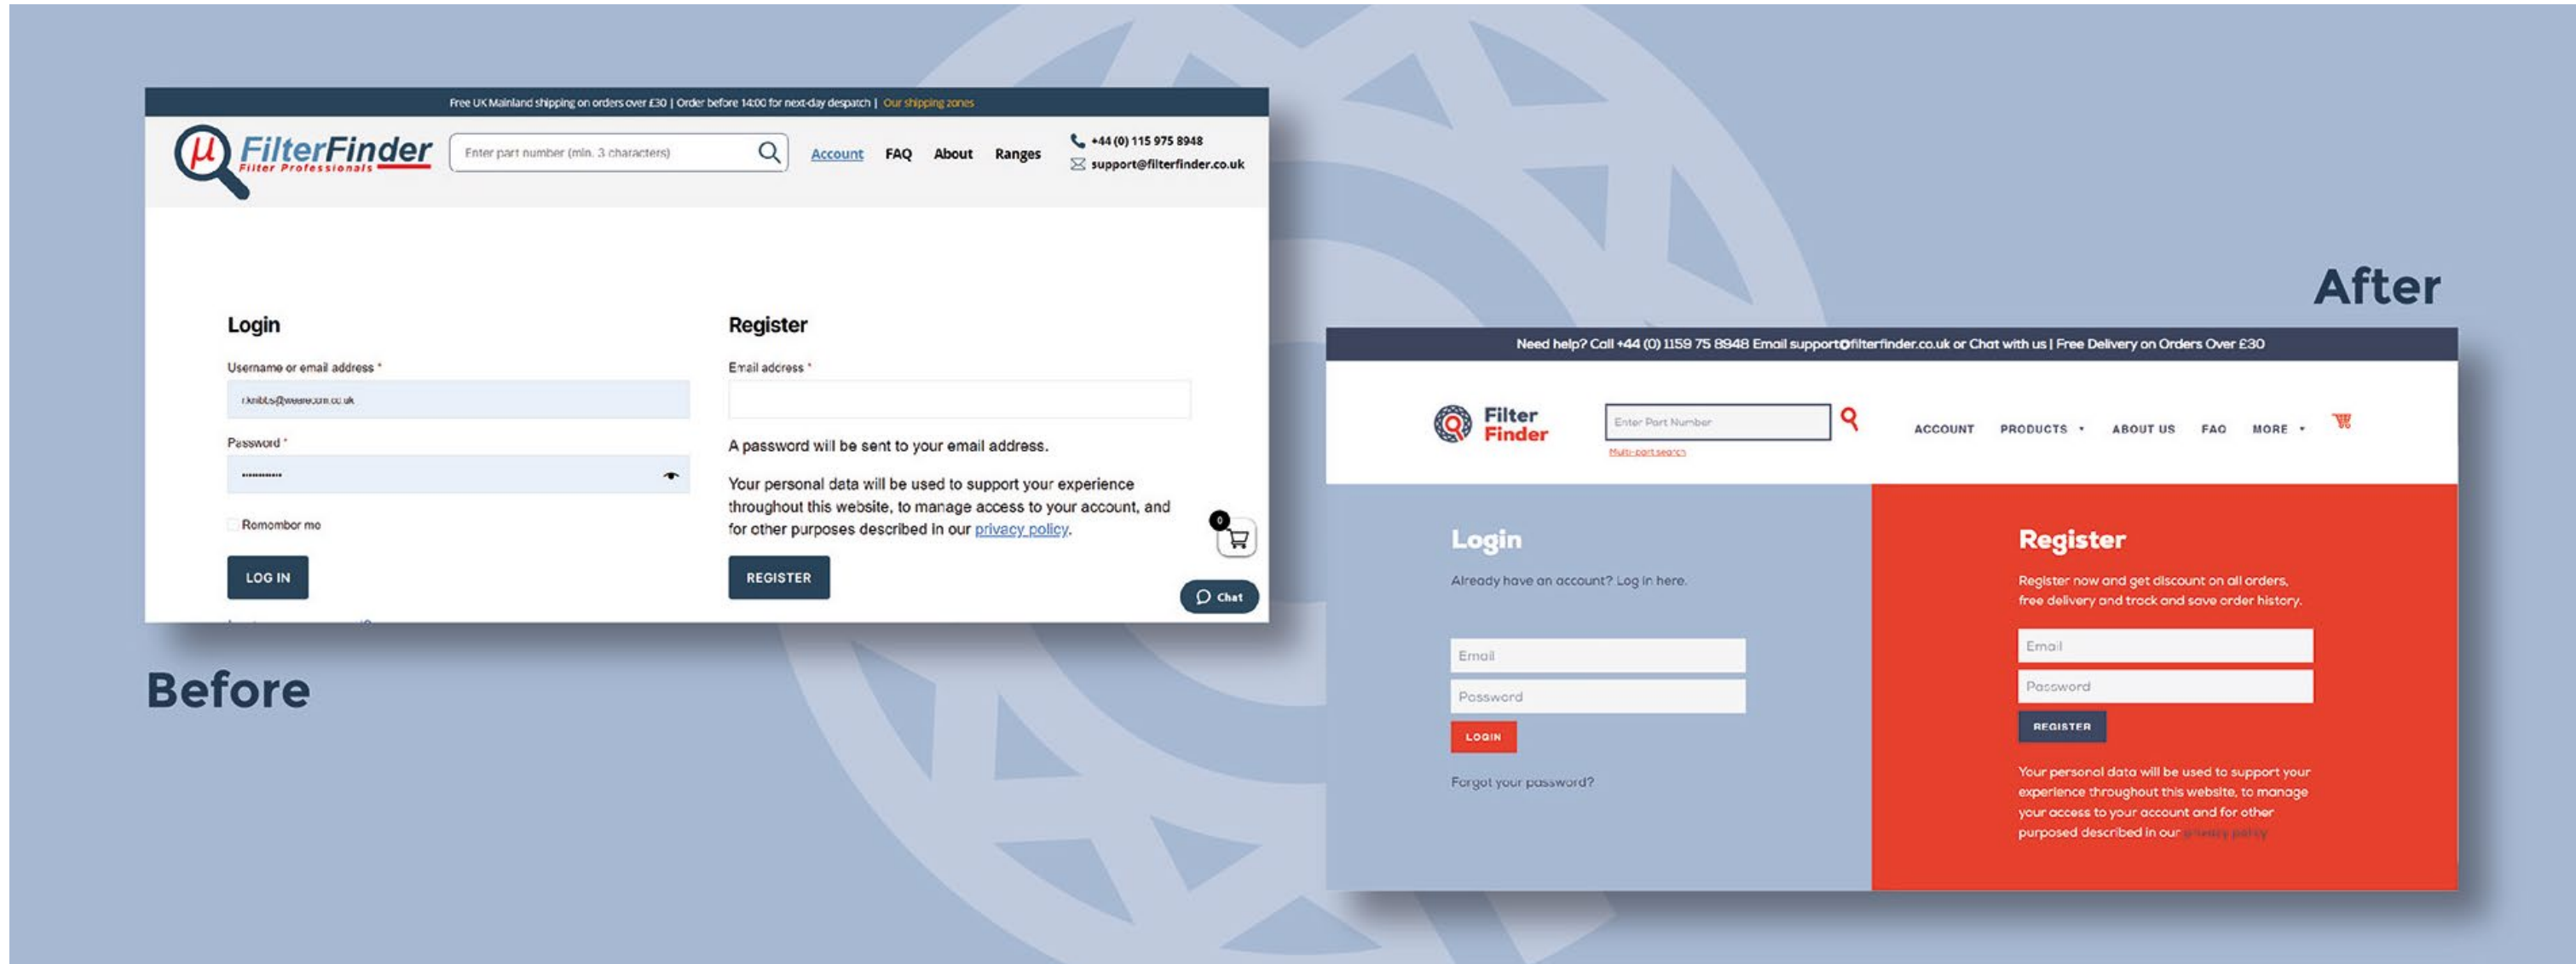 Free UK Mainland shipping on orders over £30 | Order before 14:00 for next-day despatch | Our shipping zones
μ FilterFinder
Filter Professionals
Enter part number (min. 3 characters)
Account FAQ About Ranges
+44 (0) 115 975 8948
support@filterfinder.co.uk
Login
Username or email address *
Password *
Remember me
LOG IN
Register
Email address *
A password will be sent to your email address.
Your personal data will be used to support your experience
throughout this website, to manage access to your account, and
for other purposes described in our privacy policy.
REGISTER
0
Chat
Before
After
Need help? Call +44 (0) 1159 75 8948 Email support@filterfinder.co.uk or Chat with us | Free Delivery on Orders Over £30
Filter
Finder
Enter Part Number
Multi-part search
ACCOUNT PRODUCTS ABOUT US FAQ MORE
Login
Already have an account? Log in here.
Email
Password
LOGIN
Forgot your password?
Register
Register now and get discount on all orders,
free delivery and track and save order history.
Email
Password
REGISTER
Your personal data will be used to support your
experience throughout this website, to manage
your access to your account and for other
purposed described in our privacy policy